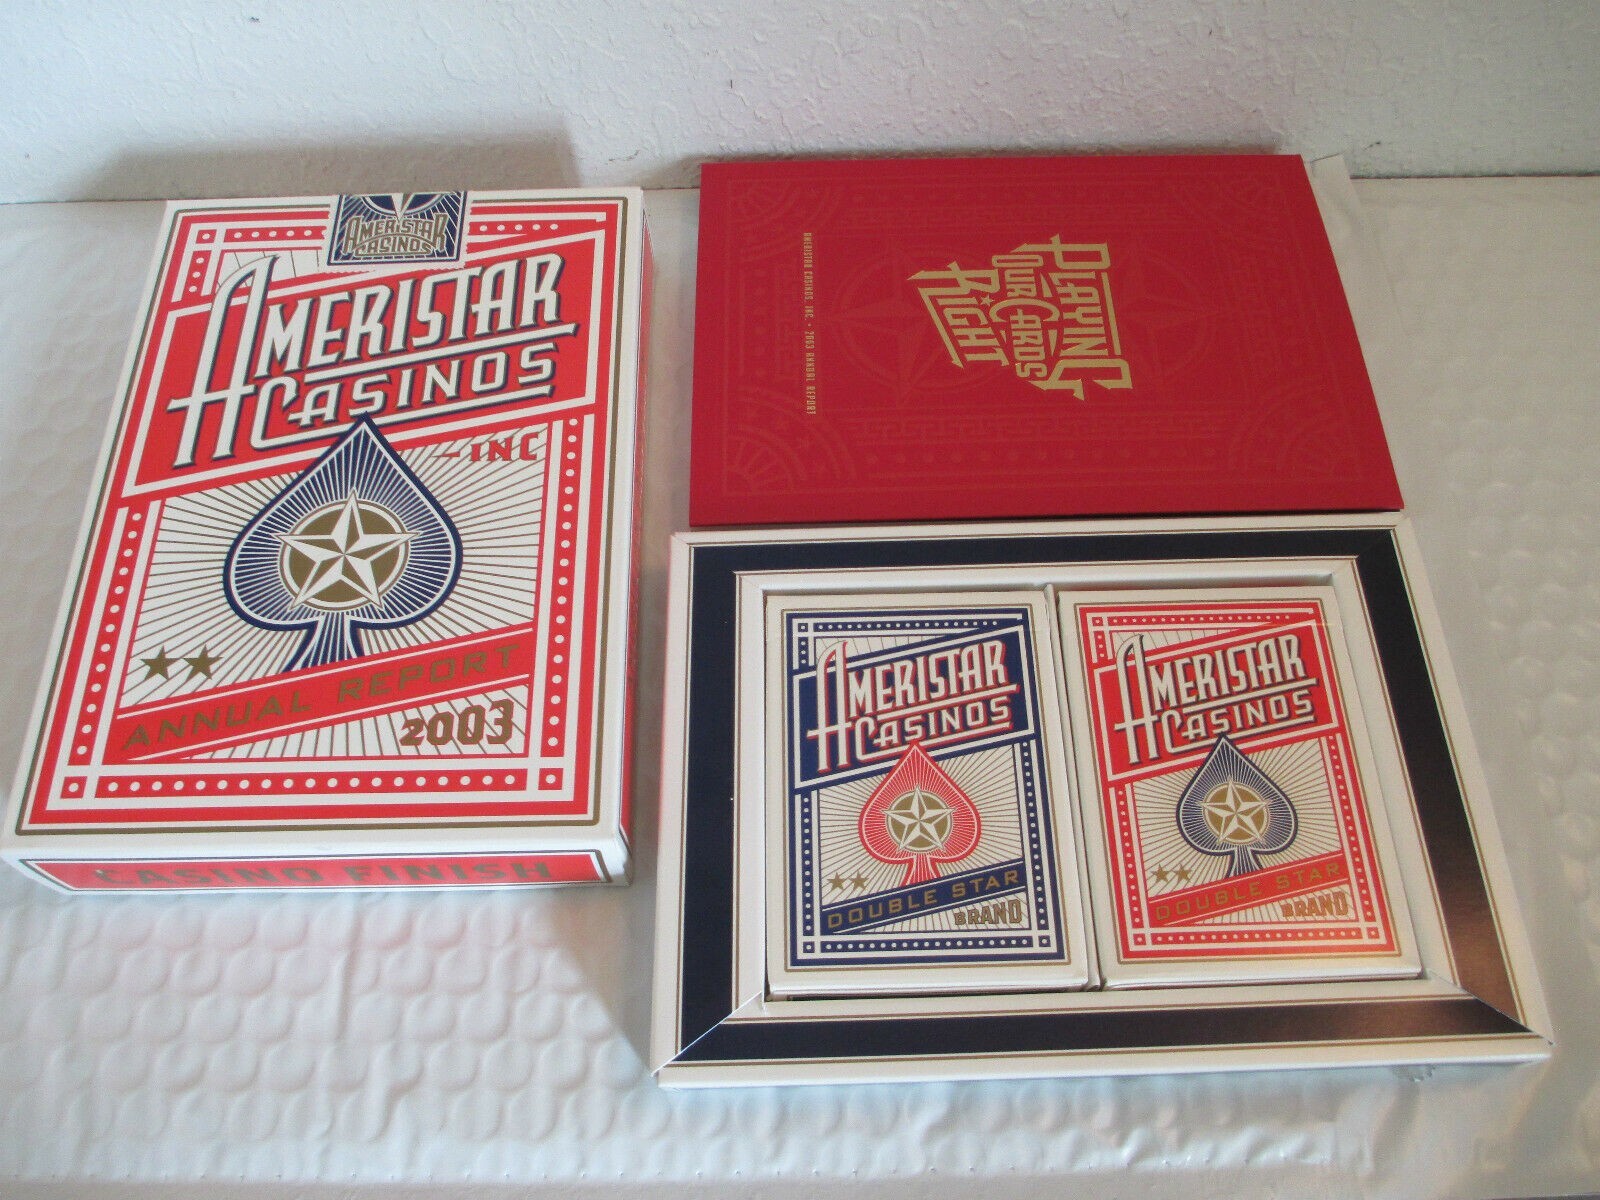 AMERISTAR
CASINOS
AMERISTAR
CASINOS
INC
ANNUAL REPORT
2003
CASINO FINISH
PLAYING
OUR CARDS
RIGHT
AMERISTAR CASINOS, INC • 2003 ANNUAL REPORT
AMERISTAR
CASINOS
DOUBLE STAR
BRAND
AMERISTAR
CASINOS
DOUBLE STAR
BRAND